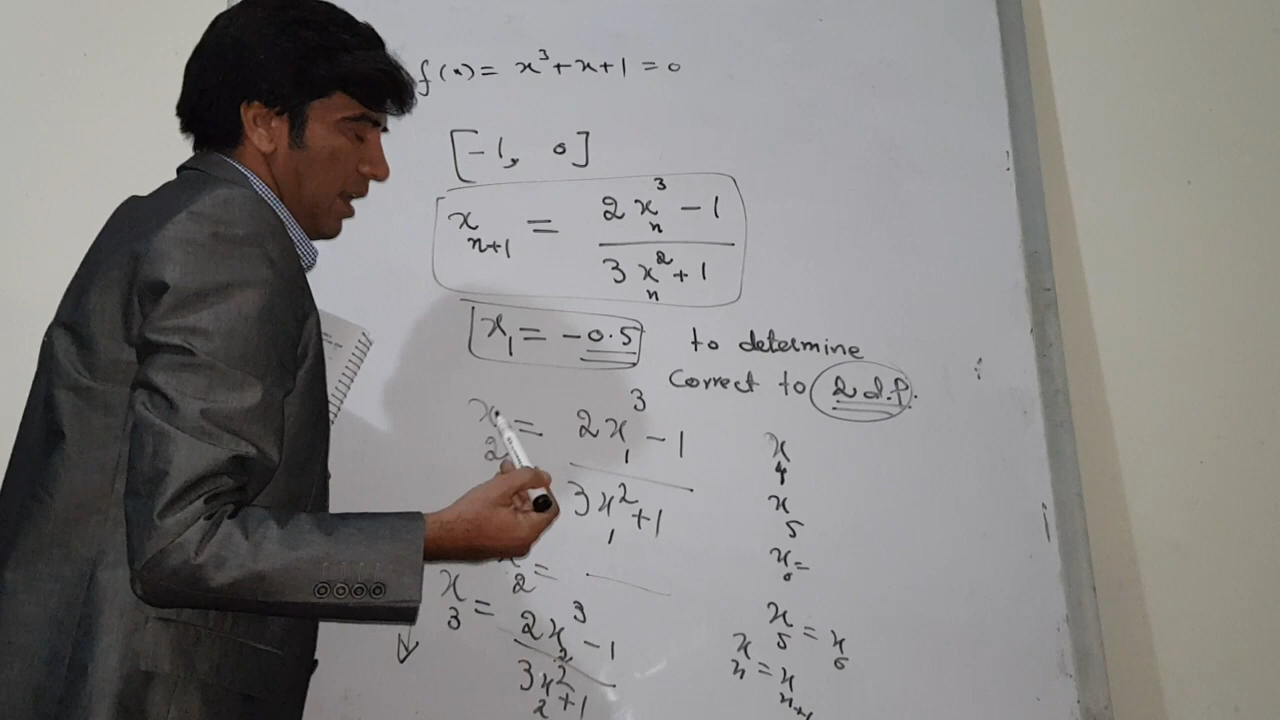 f(x) = x³ + x + 1 = 0
[-1, 0]
x_{n+1} = (2x_n³ - 1) / (3x_n² + 1)
x₁ = -0.5 to determine
Correct to 2 d.p.
x₂ = (2x₁³ - 1) / (3x₁² + 1)
x₂ =
x₃ = (2x₂³ - 1) / (3x₂² + 1)
x₄
x₅
x₆ =
x₅ = x₆
x_n = x_{n+1}